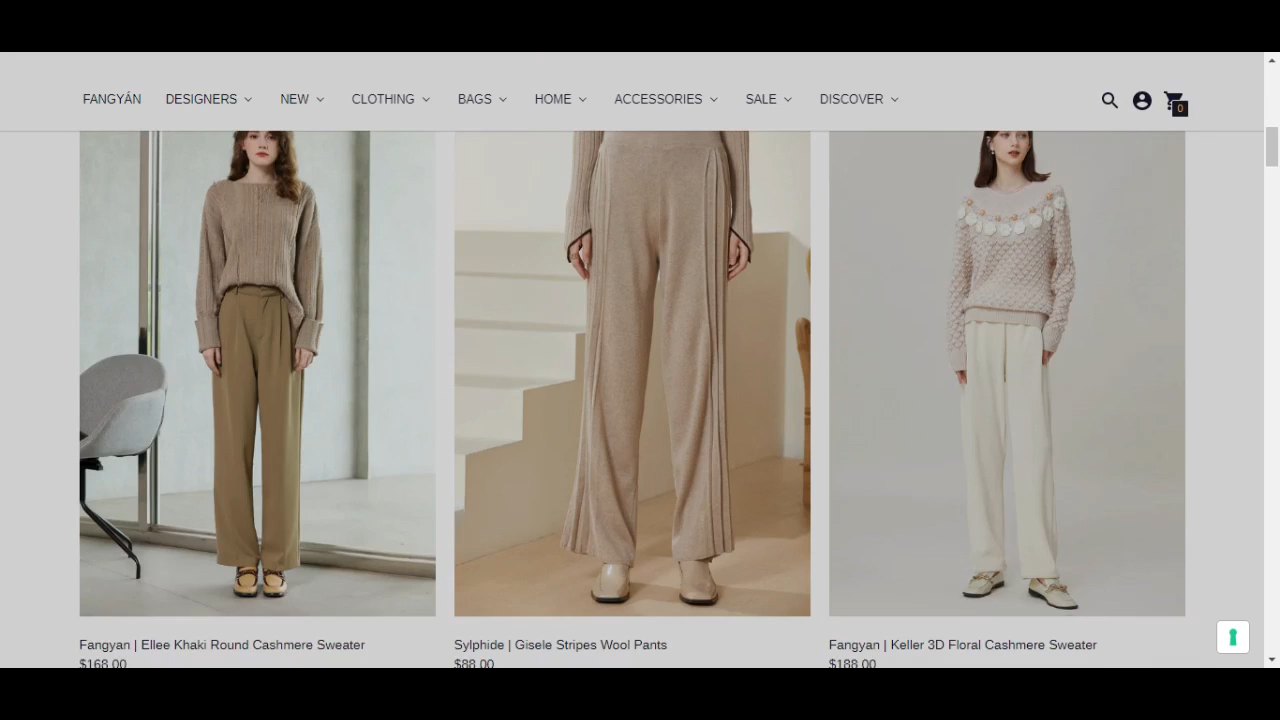 FANGYÁN DESIGNERS NEW CLOTHING BAGS HOME ACCESSORIES SALE DISCOVER
0
Fangyan | Ellee Khaki Round Cashmere Sweater
$168.00
Sylphide | Gisele Stripes Wool Pants
$88.00
Fangyan | Keller 3D Floral Cashmere Sweater
$188.00